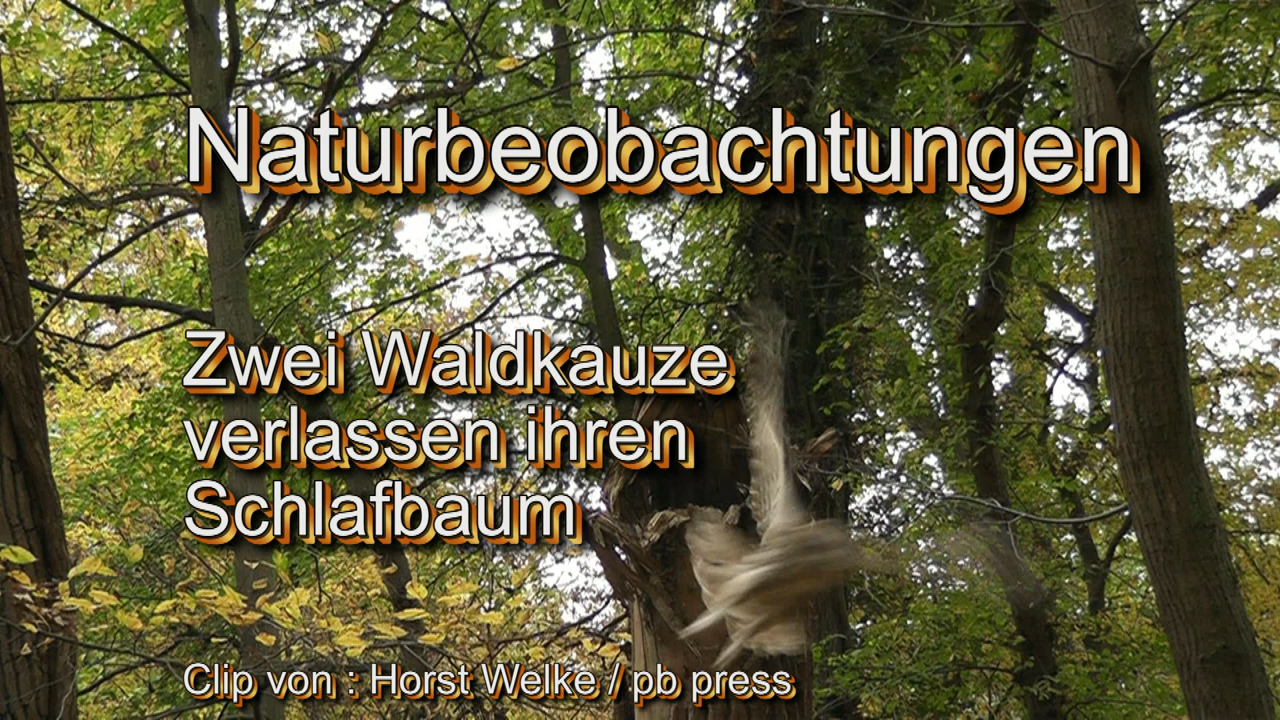 Naturbeobachtungen
Zwei Waldkauze
verlassen ihren
Schlafbaum
Clip von : Horst Welke / pb press